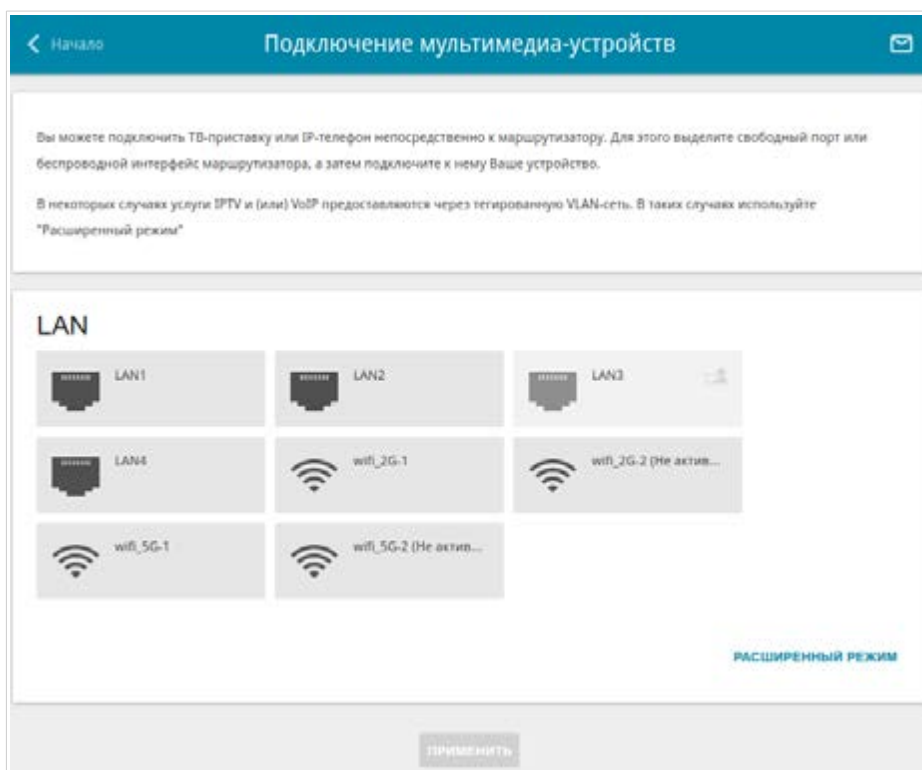 Начало
Подключение мультимедиа-устройств
Вы можете подключить ТВ-приставку или IP-телефон непосредственно к маршрутизатору. Для этого выделите свободный порт или
беспроводной интерфейс маршрутизатора, а затем подключите к нему Ваше устройство.
В некоторых случаях услуги IPTV и (или) VoIP предоставляются через тегированную VLAN-сеть. В таких случаях используйте
"Расширенный режим"
LAN
LAN1
LAN2
LAN3
LAN4
wifi_2G-1
wifi_2G-2 (Не актив...
wifi_5G-1
wifi_5G-2 (Не актив...
РАСШИРЕННЫЙ РЕЖИМ
ПРИМЕНИТЬ